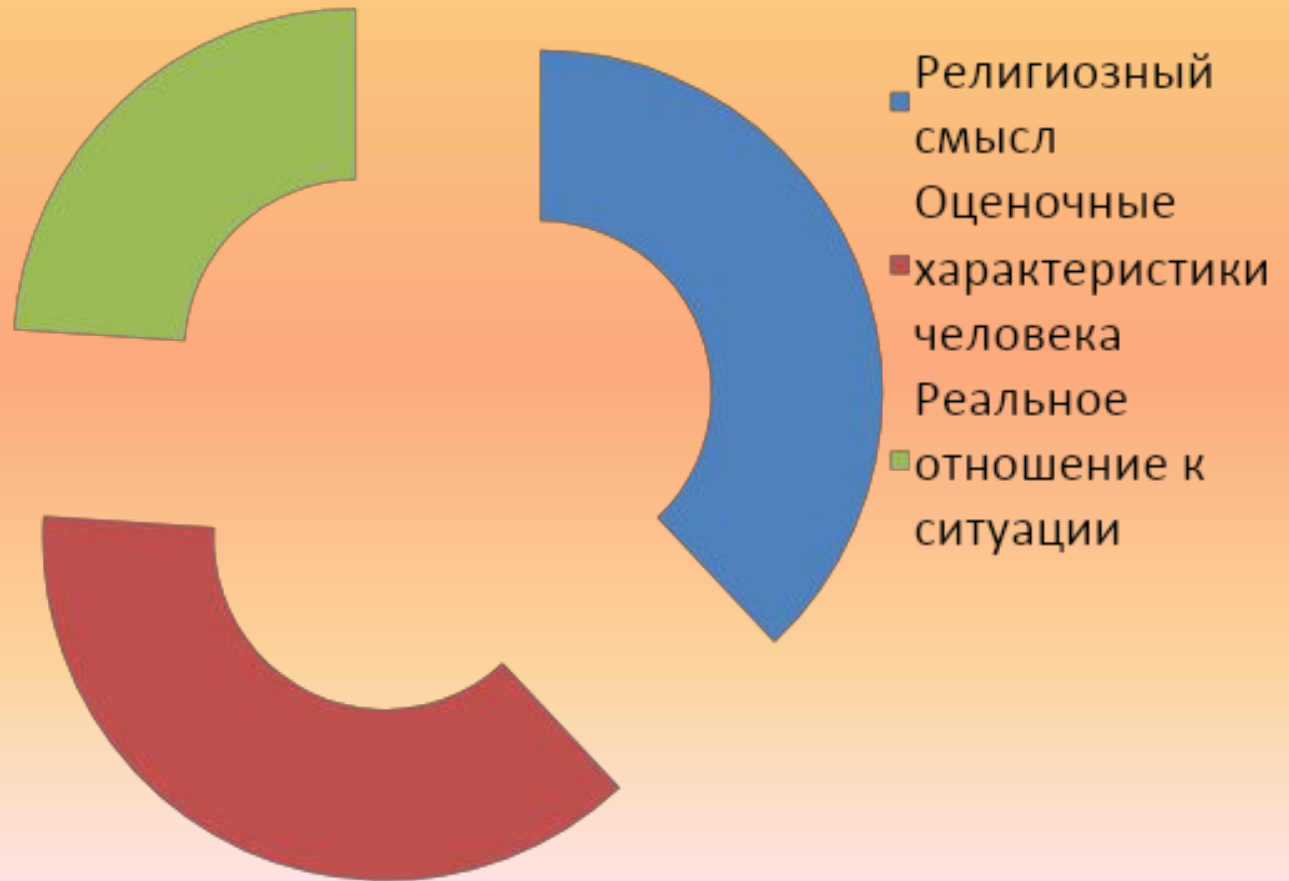 Религиозный
смысл
Оценочные
характеристики
человека
Реальное
отношение к
ситуации